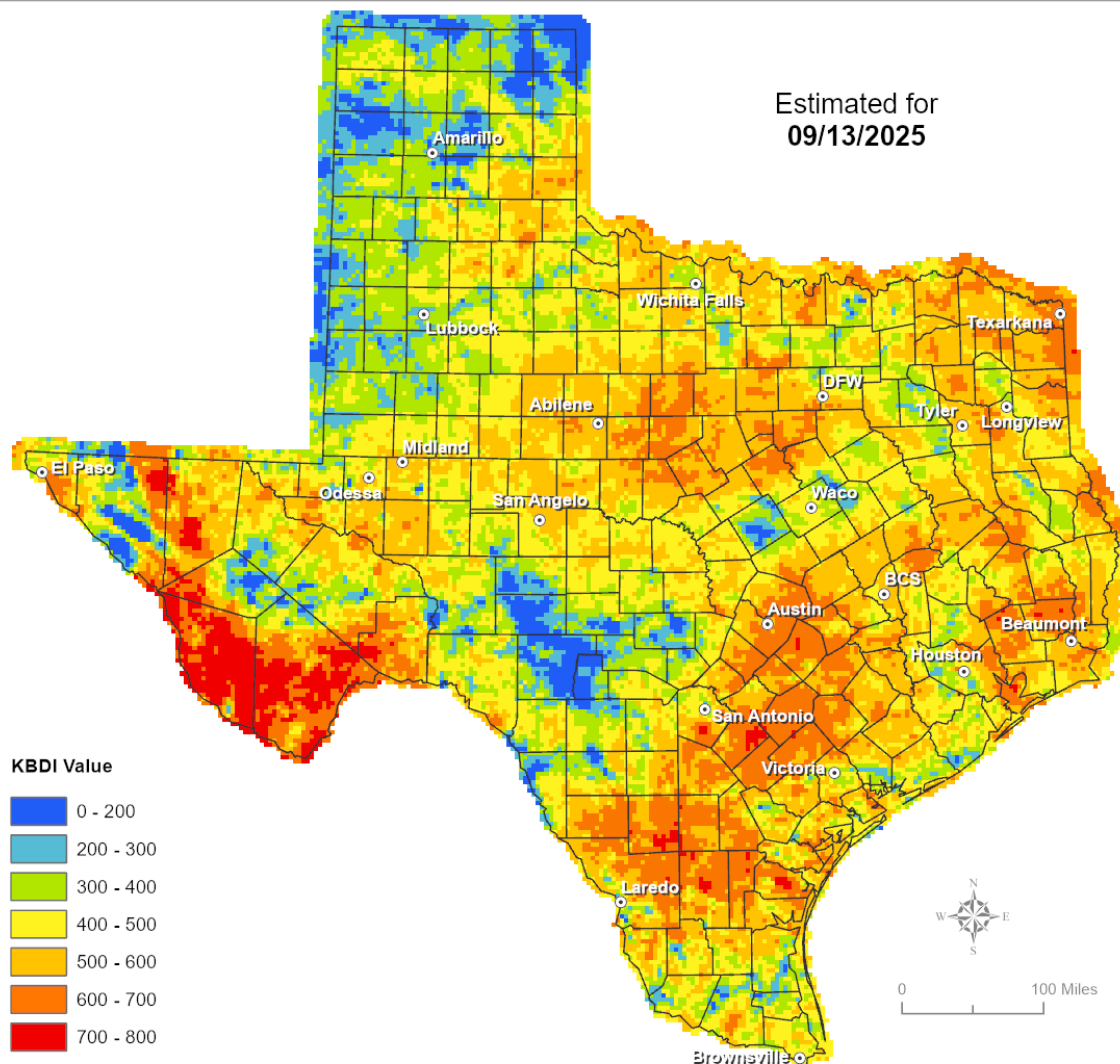 Estimated for
09/13/2025
Amarillo
Wichita Falls
Lubbock
Texarkana
DFW
Abilene
Tyler
Longview
Midland
El Paso
Odessa
San Angelo
Waco
BCS
Austin
Beaumont
Houston
San Antonio
Victoria
Laredo
Brownsville
KBDI Value
0 - 200
200 - 300
300 - 400
400 - 500
500 - 600
600 - 700
700 - 800
N
W E
S
0 100 Miles